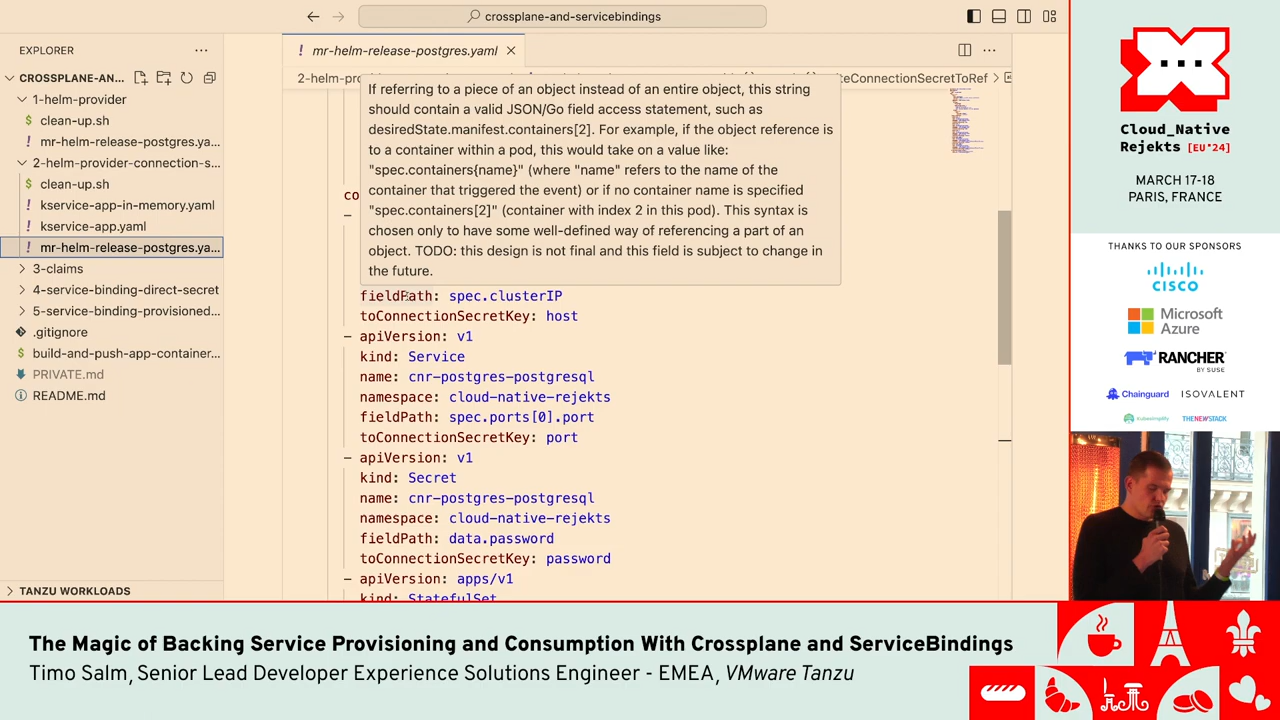 crossplane-and-servicebindings
EXPLORER
CROSSPLANE-AN...
1-helm-provider
$ clean-up.sh
! mr-helm-release-postgres.ya...
2-helm-provider-connection-s...
$ clean-up.sh
! kservice-app-in-memory.yaml
! kservice-app.yaml
! mr-helm-release-postgres.ya...
3-claims
4-service-binding-direct-secret
5-service-binding-provisioned...
.gitignore
$ build-and-push-app-container...
PRIVATE.md
README.md
TANZU WORKLOADS
! mr-helm-release-postgres.yaml
2-helm-pro
teConnectionSecretToRef
If referring to a piece of an object instead of an entire object, this string
should contain a valid JSON/Go field access statement, such as
desiredState.manifest.containers[2]. For example, if the object reference is
to a container within a pod, this would take on a value like:
"spec.containers{name}" (where "name" refers to the name of the
container that triggered the event) or if no container name is specified
"spec.containers[2]" (container with index 2 in this pod). This syntax is
chosen only to have some well-defined way of referencing a part of an
object. TODO: this design is not final and this field is subject to change in
the future.
co
-
fieldPath: spec.clusterIP
toConnectionSecretKey: host
- apiVersion: v1
kind: Service
name: cnr-postgres-postgresql
namespace: cloud-native-rejekts
fieldPath: spec.ports[0].port
toConnectionSecretKey: port
- apiVersion: v1
kind: Secret
name: cnr-postgres-postgresql
namespace: cloud-native-rejekts
fieldPath: data.password
toConnectionSecretKey: password
- apiVersion: apps/v1
kind: StatefulSet
Cloud_Native
Rejekts [EU'24]
MARCH 17-18
PARIS, FRANCE
THANKS TO OUR SPONSORS
CISCO
Microsoft
Azure
RANCHER
BY SUSE
Chainguard
ISOVALENT
Kubesimplify
THENEWSTACK
The Magic of Backing Service Provisioning and Consumption With Crossplane and ServiceBindings
Timo Salm, Senior Lead Developer Experience Solutions Engineer - EMEA, VMware Tanzu